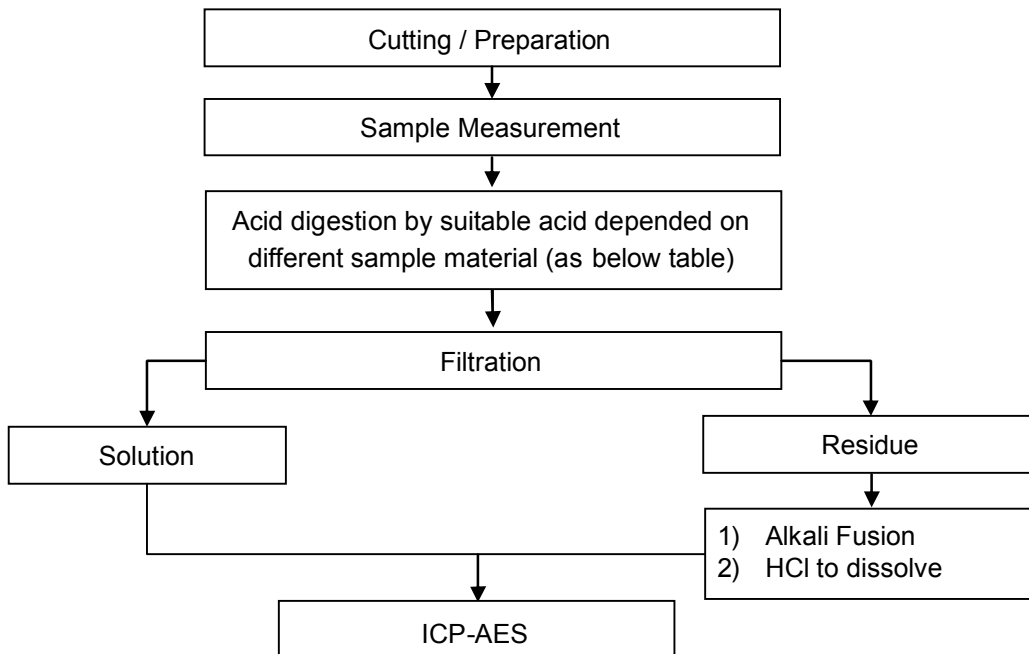 Cutting / Preparation
Sample Measurement
Acid digestion by suitable acid depended on
different sample material (as below table)
Filtration
Solution
Residue
1) Alkali Fusion
2) HCl to dissolve
ICP-AES